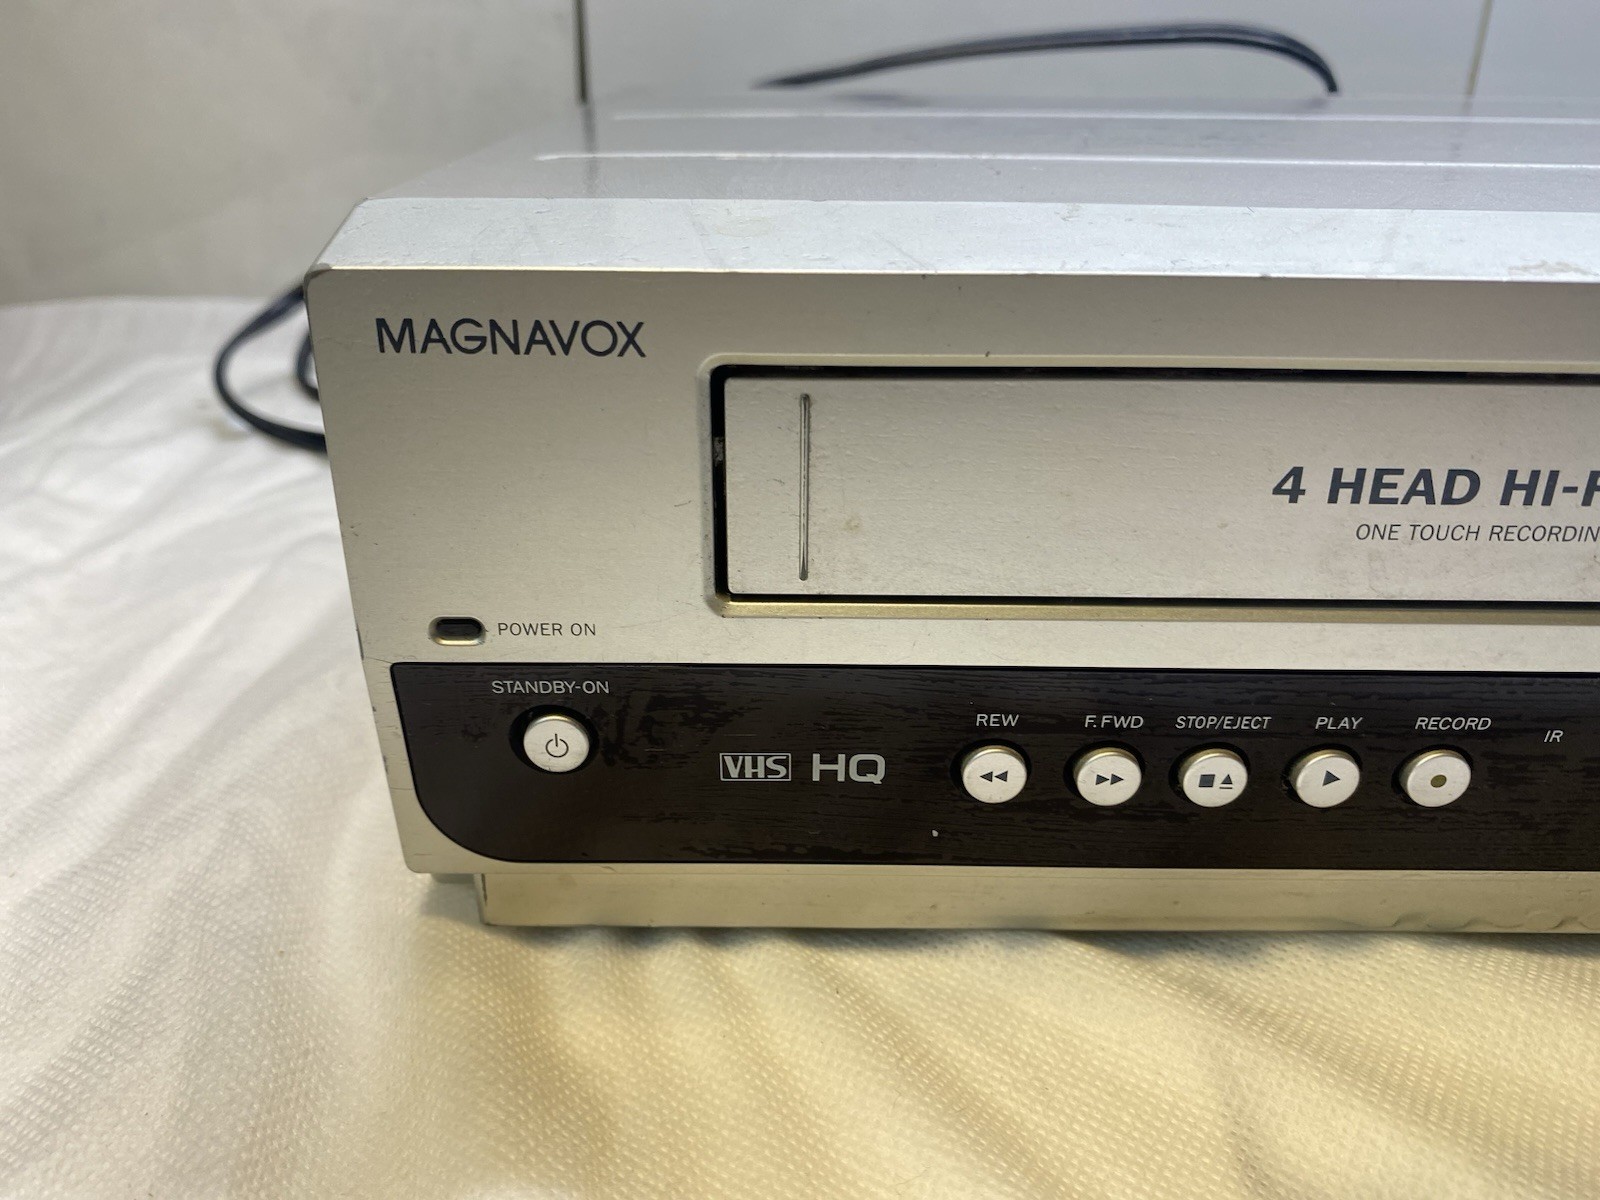 MAGNAVOX
4 HEAD HI-F
ONE TOUCH RECORDIN
POWER ON
STANDBY-ON
REW
F.FWD
STOP/EJECT
PLAY
RECORD
IR
VHS HQ